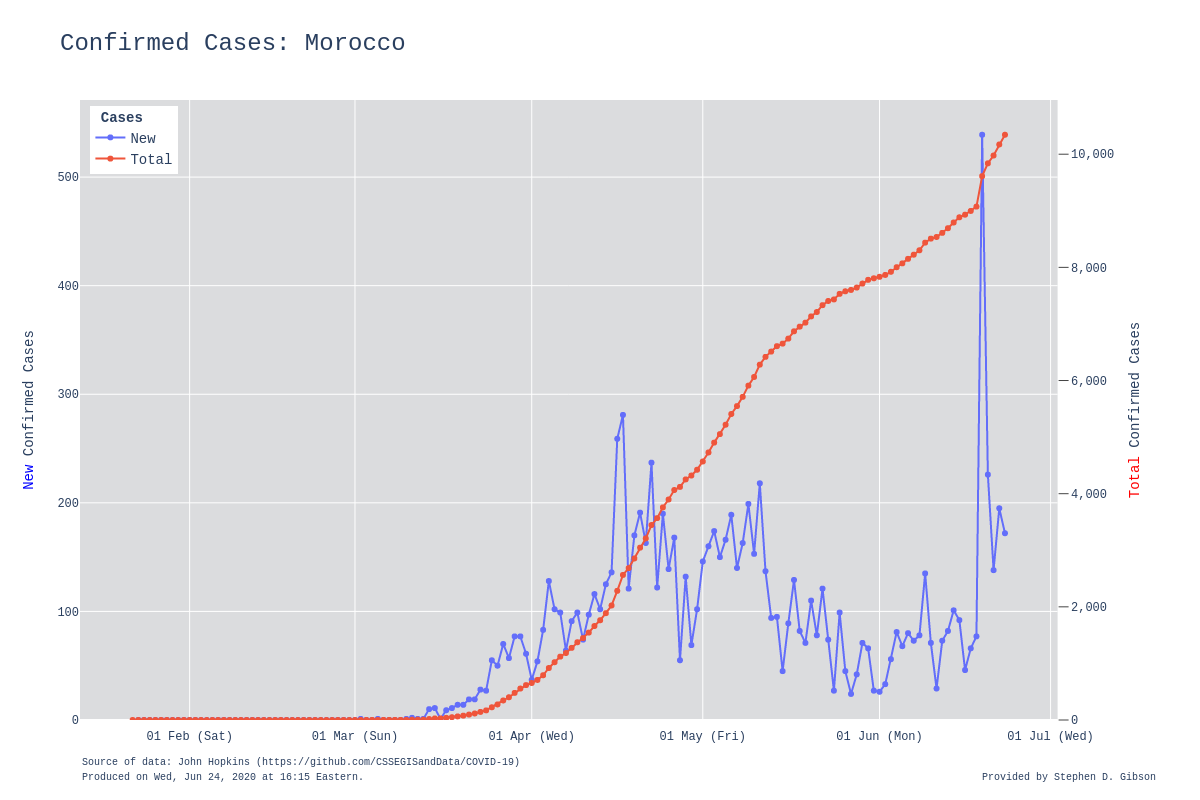 Confirmed Cases: Morocco
Cases
New
Total
500
400
300
200
100
0
10,000
8,000
6,000
4,000
2,000
0
New Confirmed Cases
Total Confirmed Cases
01 Feb (Sat)
01 Mar (Sun)
01 Apr (Wed)
01 May (Fri)
01 Jun (Mon)
01 Jul (Wed)
Source of data: John Hopkins (https://github.com/CSSEGISandData/COVID-19)
Produced on Wed, Jun 24, 2020 at 16:15 Eastern.
Provided by Stephen D. Gibson